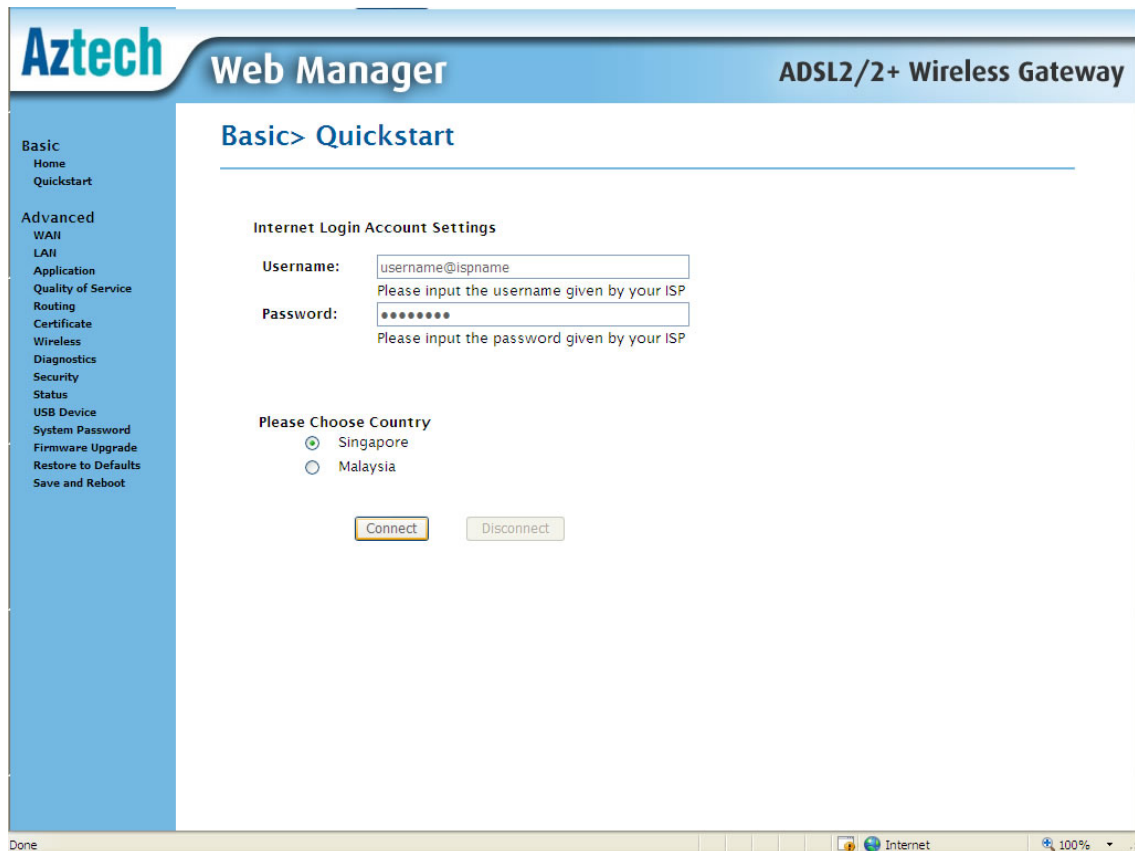 Aztech
Web Manager
ADSL2/2+ Wireless Gateway
Basic
Home
Quickstart
Advanced
WAN
LAN
Application
Quality of Service
Routing
Certificate
Wireless
Diagnostics
Security
Status
USB Device
System Password
Firmware Upgrade
Restore to Defaults
Save and Reboot
Basic> Quickstart
Internet Login Account Settings
Username: username@ispname
Please input the username given by your ISP
Password: ••••••••
Please input the password given by your ISP
Please Choose Country
Singapore
Malaysia
Connect Disconnect
Done Internet 100%